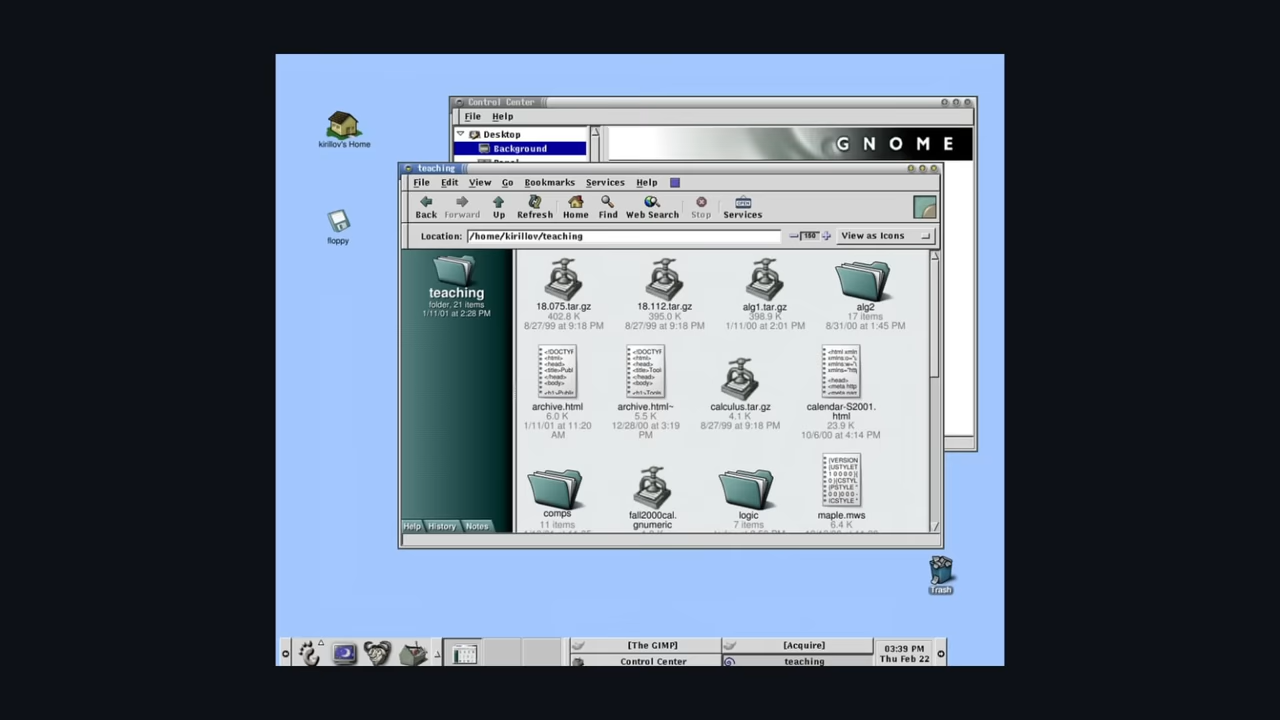 kirillov's Home
floppy
Control Center
File Help
Desktop
Background
GNOME
teaching
File Edit View Go Bookmarks Services Help
Back Forward Up Refresh Home Find Web Search Stop Services
Location: /home/kirillov/teaching
View as Icons
teaching
folder, 21 items
1/11/01 at 2:28 PM
18.075.tar.gz
402.8 K
8/27/99 at 9:18 PM
18.112.tar.gz
395.0 K
8/27/99 at 9:18 PM
alg1.tar.gz
398.9 K
1/11/00 at 2:01 PM
alg2
17 items
8/31/00 at 1:45 PM
archive.html
6.0 K
1/11/01 at 11:20
AM
archive.html~
5.5 K
12/28/00 at 3:19
PM
calculus.tar.gz
4.1 K
8/27/99 at 9:18 PM
calendar-S2001.
html
23.9 K
10/6/00 at 4:14 PM
comps
11 items
fall2000cal.
gnumeric
logic
7 items
maple.mws
6.4 K
Help History Notes
Trash
[The GIMP]
[Acquire]
Control Center
teaching
03:39 PM
Thu Feb 22